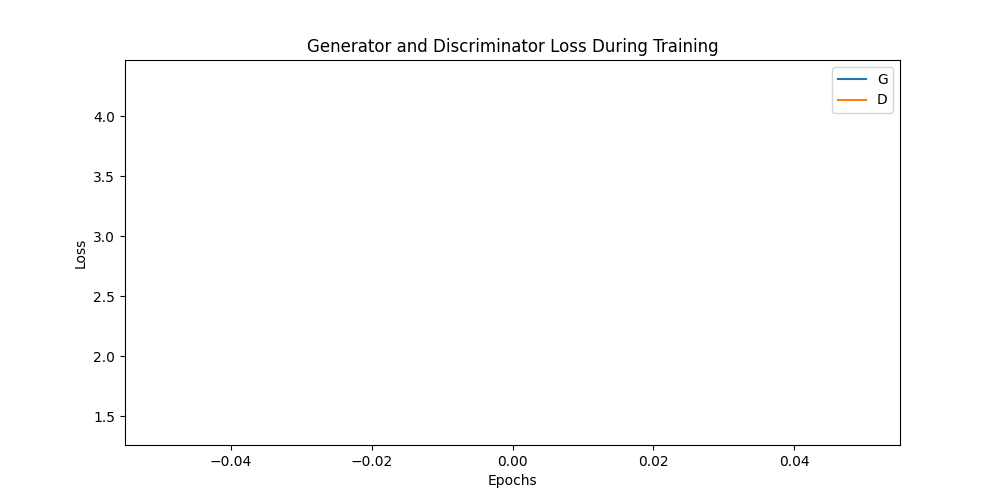 Generator and Discriminator Loss During Training
G
D
4.0
3.5
3.0
2.5
2.0
1.5
Loss
−0.04
−0.02
0.00
0.02
0.04
Epochs